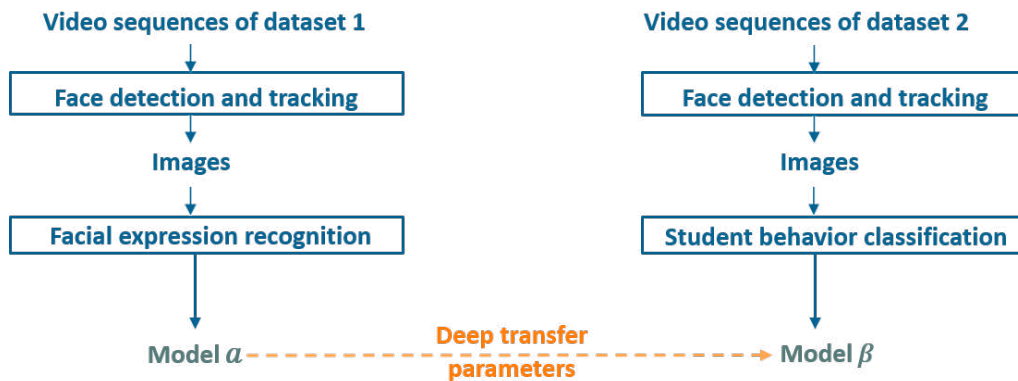 Video sequences of dataset 1
Face detection and tracking
Images
Facial expression recognition
Model α
Video sequences of dataset 2
Face detection and tracking
Images
Student behavior classification
Model β
Deep transfer
parameters